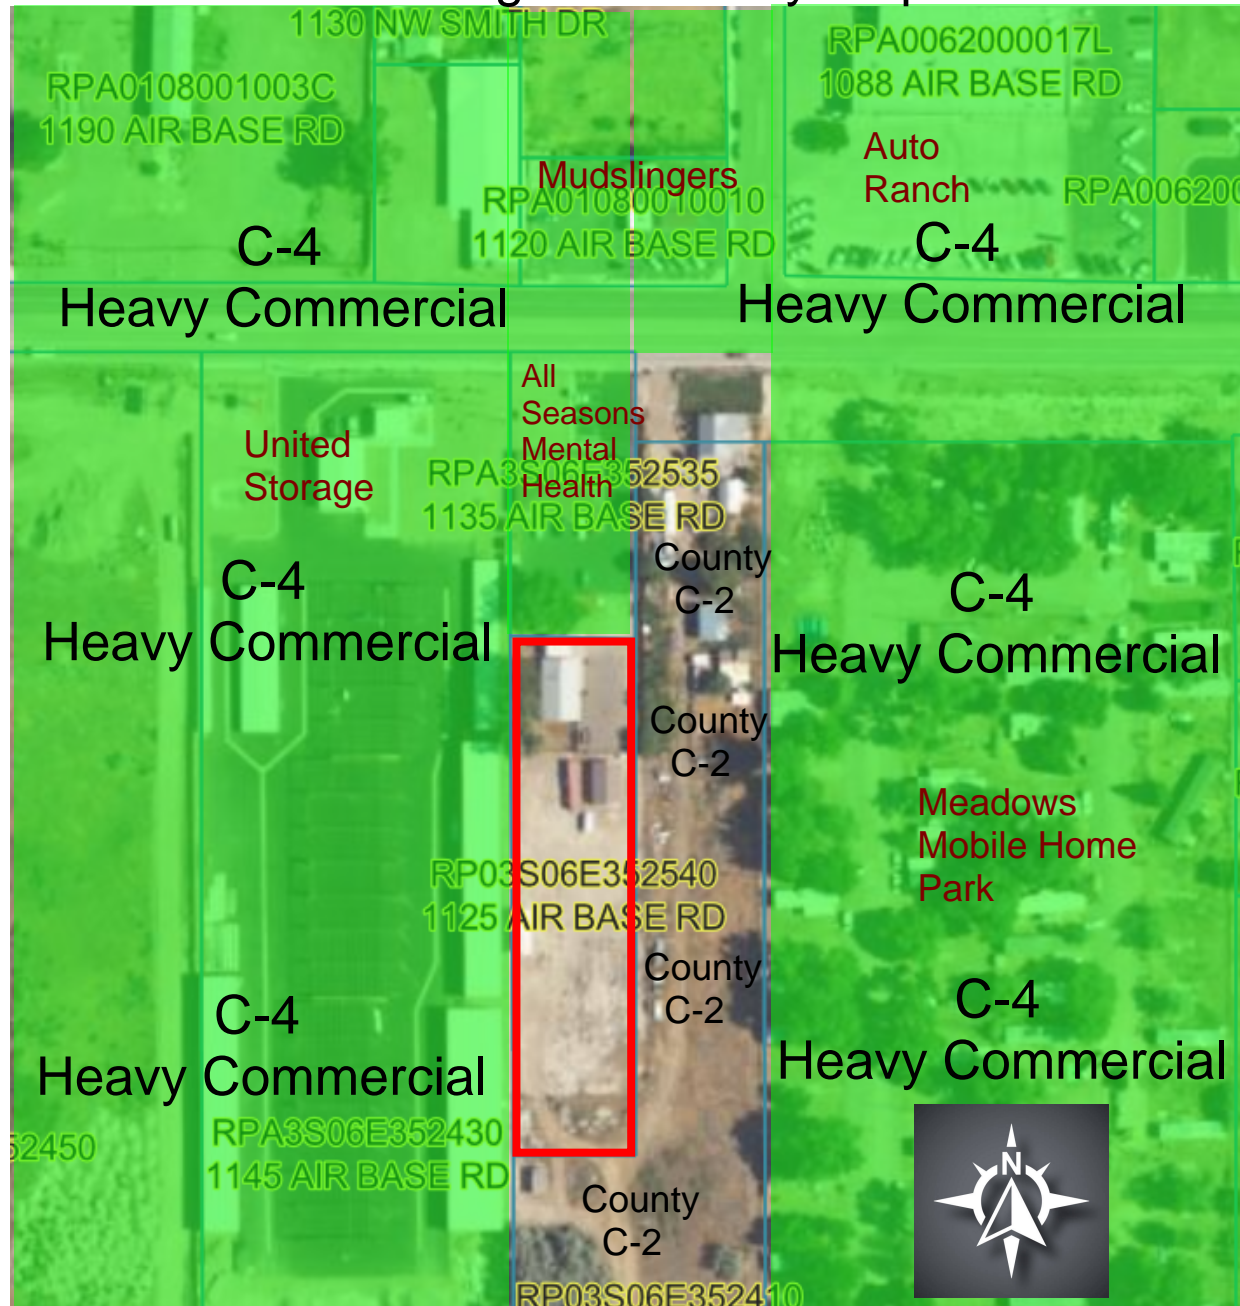 1130 NW SMITH DR
RPA0108001003C
1190 AIR BASE RD
RPA0062000017L
1088 AIR BASE RD
Mudslingers
RPA01080010010
1120 AIR BASE RD
Auto
Ranch
RPA006200
C-4
Heavy Commercial
C-4
Heavy Commercial
United
Storage
All
Seasons
Mental
Health
RPA3S06E352535
1135 AIR BASE RD
County
C-2
C-4
Heavy Commercial
C-4
Heavy Commercial
County
C-2
Meadows
Mobile Home
Park
RP03S06E352540
1125 AIR BASE RD
County
C-2
C-4
Heavy Commercial
C-4
Heavy Commercial
52450
RPA3S06E352430
1145 AIR BASE RD
N
County
C-2
RP03S06E352410